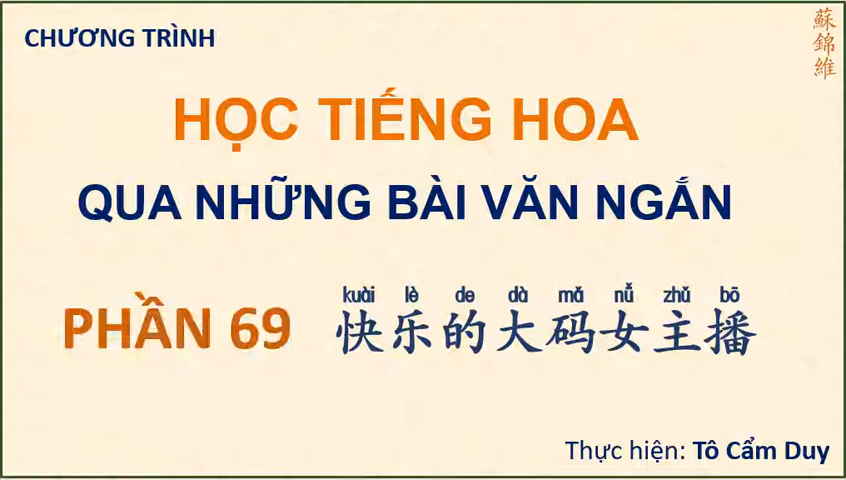 CHƯƠNG TRÌNH
蘇錦維
HỌC TIẾNG HOA
QUA NHỮNG BÀI VĂN NGẮN
kuài lè de dà mǎ nǚ zhǔ bō
PHẦN 69 快乐的大码女主播
Thực hiện: Tô Cẩm Duy